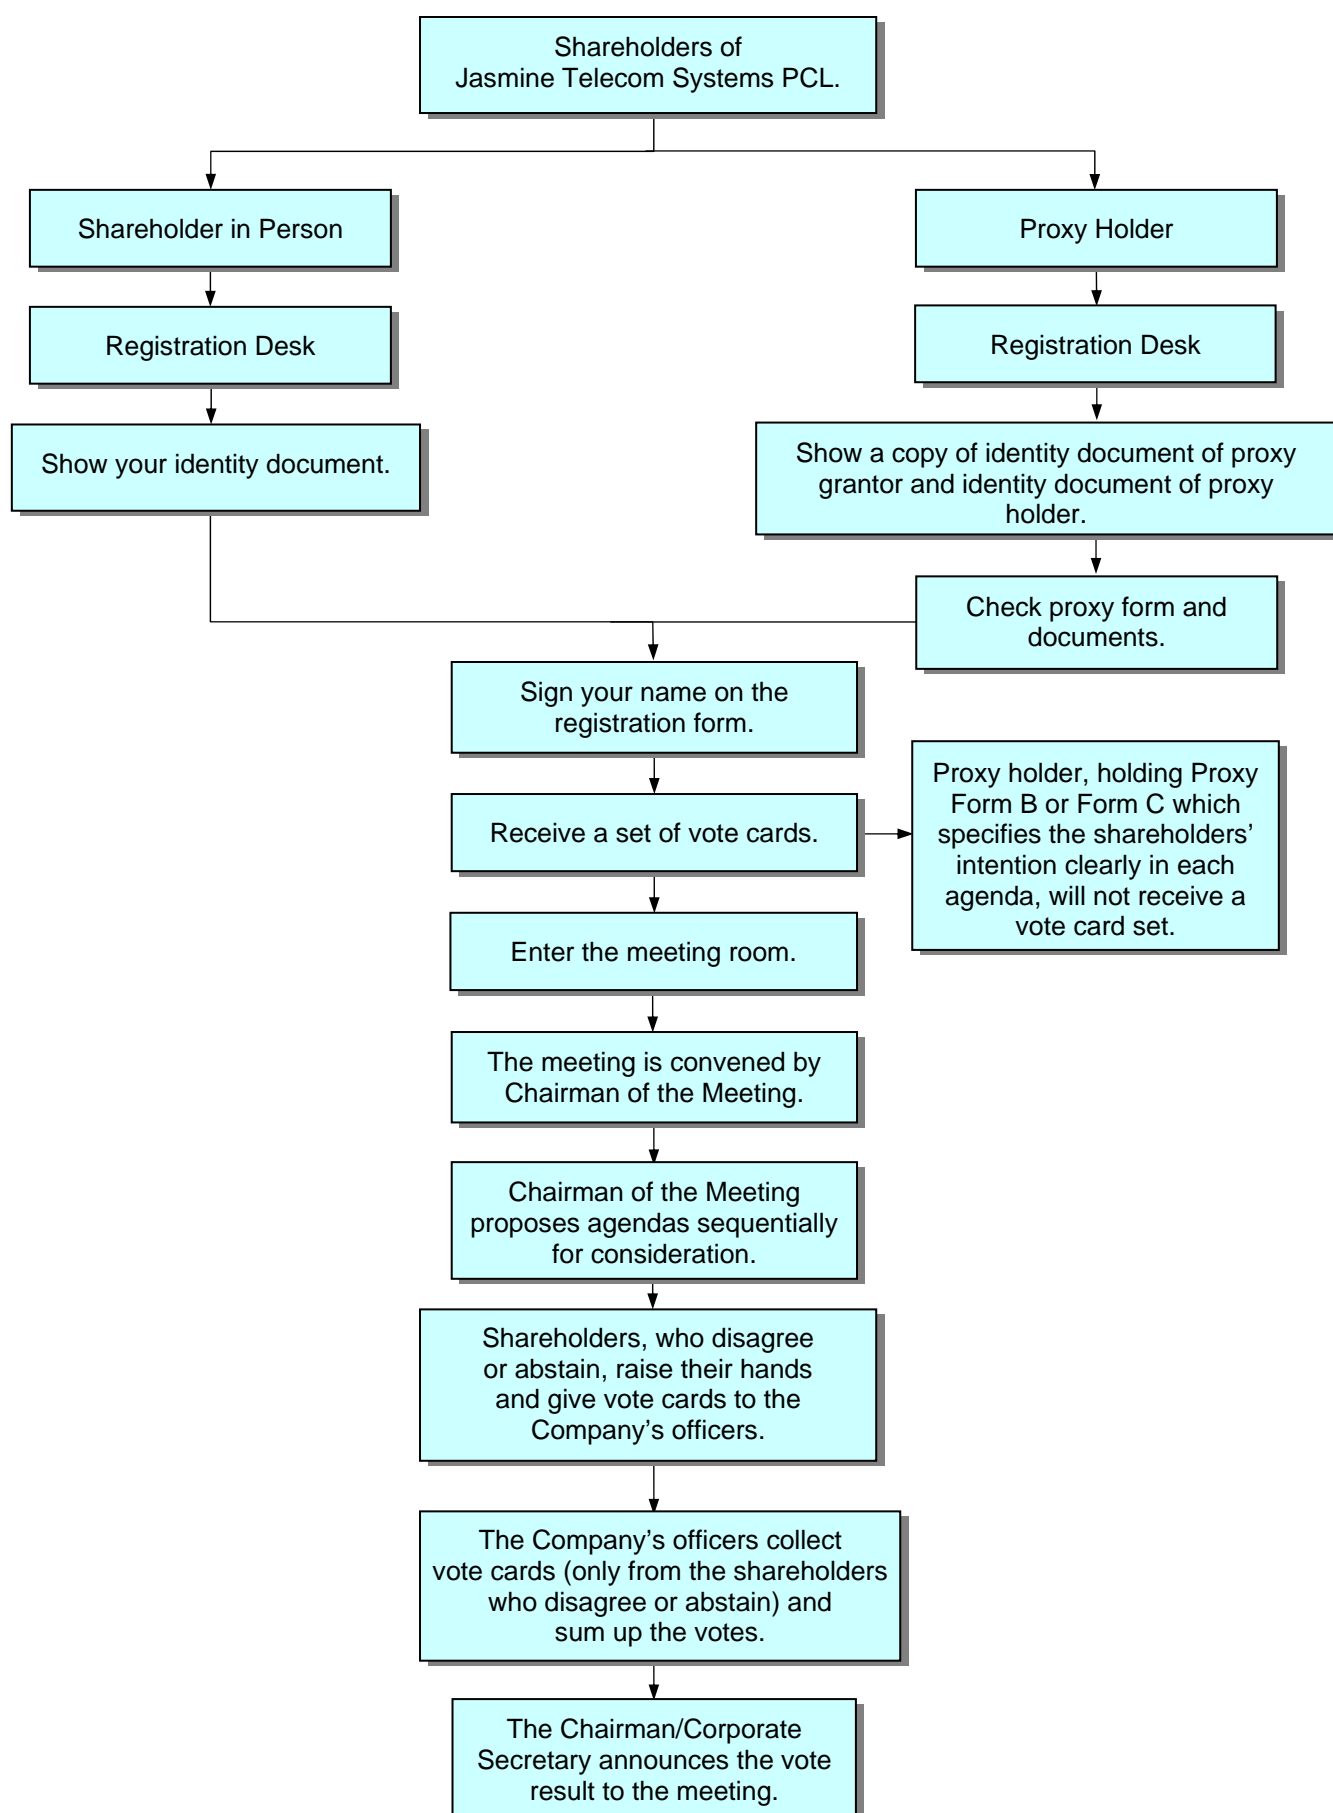 Shareholders of
Jasmine Telecom Systems PCL.
Shareholder in Person
Proxy Holder
Registration Desk
Registration Desk
Show your identity document.
Show a copy of identity document of proxy
grantor and identity document of proxy
holder.
Check proxy form and
documents.
Sign your name on the
registration form.
Receive a set of vote cards.
Proxy holder, holding Proxy
Form B or Form C which
specifies the shareholders’
intention clearly in each
agenda, will not receive a
vote card set.
Enter the meeting room.
The meeting is convened by
Chairman of the Meeting.
Chairman of the Meeting
proposes agendas sequentially
for consideration.
Shareholders, who disagree
or abstain, raise their hands
and give vote cards to the
Company’s officers.
The Company’s officers collect
vote cards (only from the shareholders
who disagree or abstain) and
sum up the votes.
The Chairman/Corporate
Secretary announces the vote
result to the meeting.